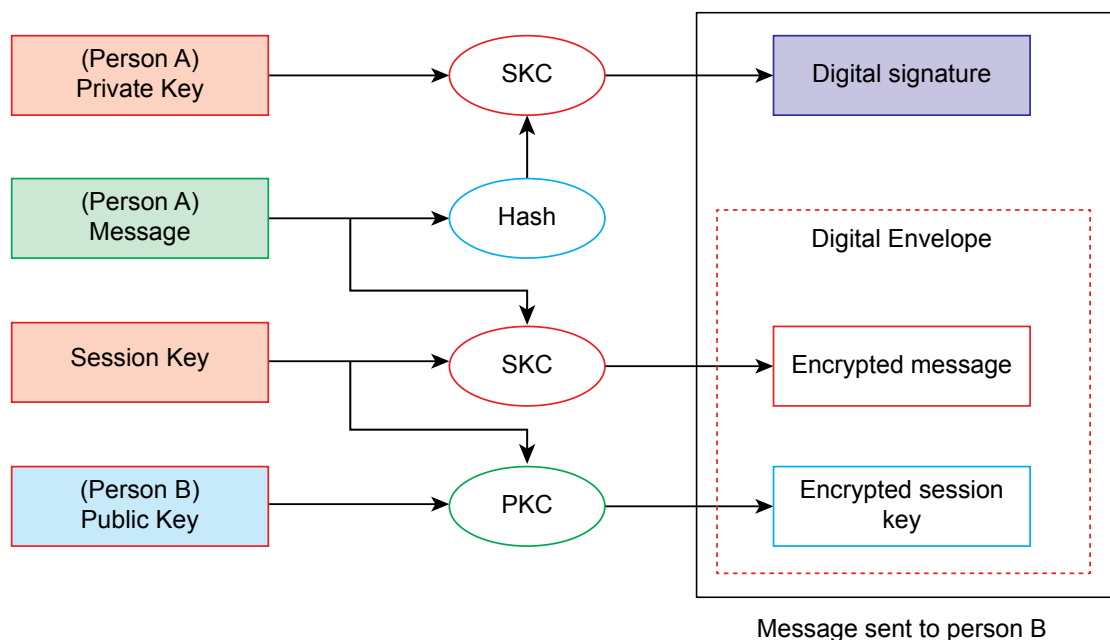 (Person A)
Private Key
SKC
Digital signature
(Person A)
Message
Hash
Digital Envelope
Session Key
SKC
Encrypted message
(Person B)
Public Key
PKC
Encrypted session
key
Message sent to person B